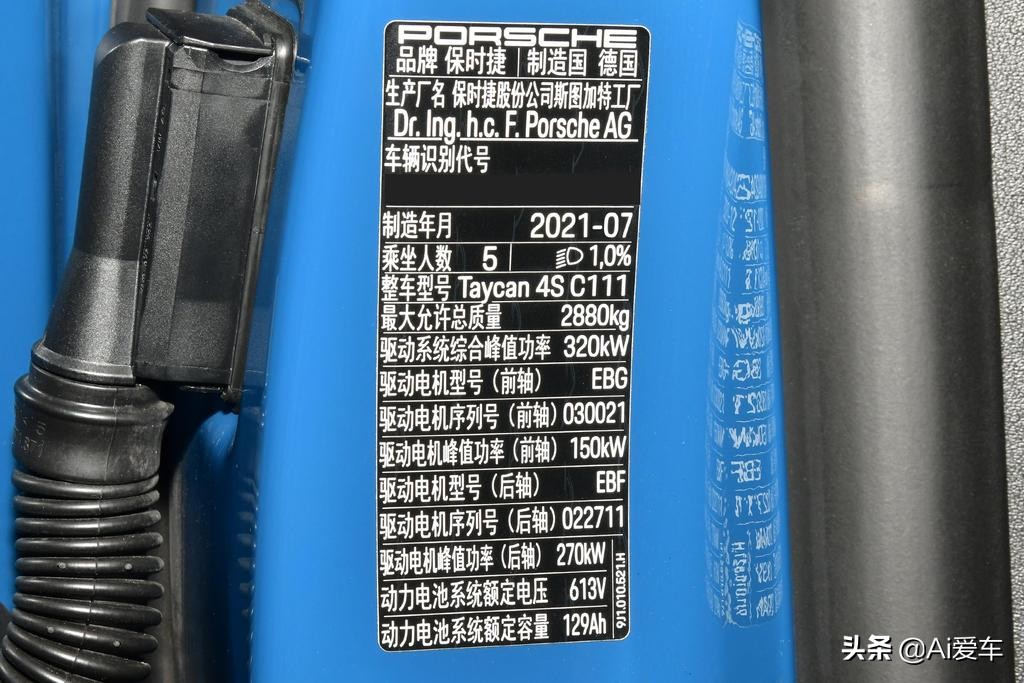 PORSCHE
品牌 保时捷 制造国 德国
生产厂名 保时捷股份公司斯图加特工厂
Dr. Ing. h.c. F. Porsche AG
车辆识别代号
制造年月 2021-07
乘坐人数 5 1,0%
整车型号 Taycan 4S C111
最大允许总质量 2880kg
驱动系统综合峰值功率 320kW
驱动电机型号(前轴) EBG
驱动电机序列号(前轴) 030021
驱动电机峰值功率(前轴) 150kW
驱动电机型号(后轴) EBF
驱动电机序列号(后轴) 022711
驱动电机峰值功率(后轴) 270kW
动力电池系统额定电压 613V
动力电池系统额定容量 129Ah
9J1.010.621.H
头条 @Ai爱车